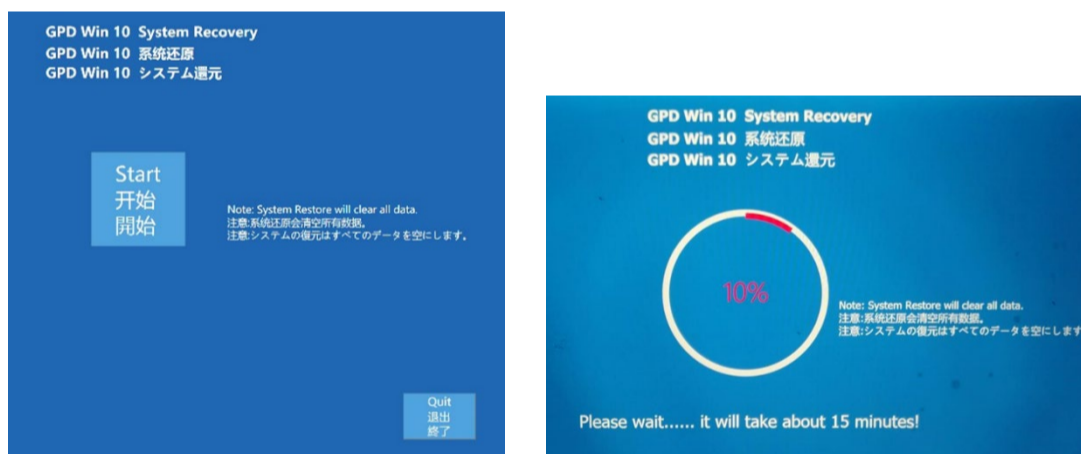 GPD Win 10 System Recovery
GPD Win 10 系统还原
GPD Win 10 システム還元
Start
开始
開始
Note: System Restore will clear all data.
注意:系统还原会清空所有数据。
注意:システムの復元はすべてのデータを空にします。
Quit
退出
終了
GPD Win 10 System Recovery
GPD Win 10 系统还原
GPD Win 10 システム還元
10%
Note: System Restore will clear all data.
注意:系统还原会清空所有数据。
注意:システムの復元はすべてのデータを空にします
Please wait...... it will take about 15 minutes!